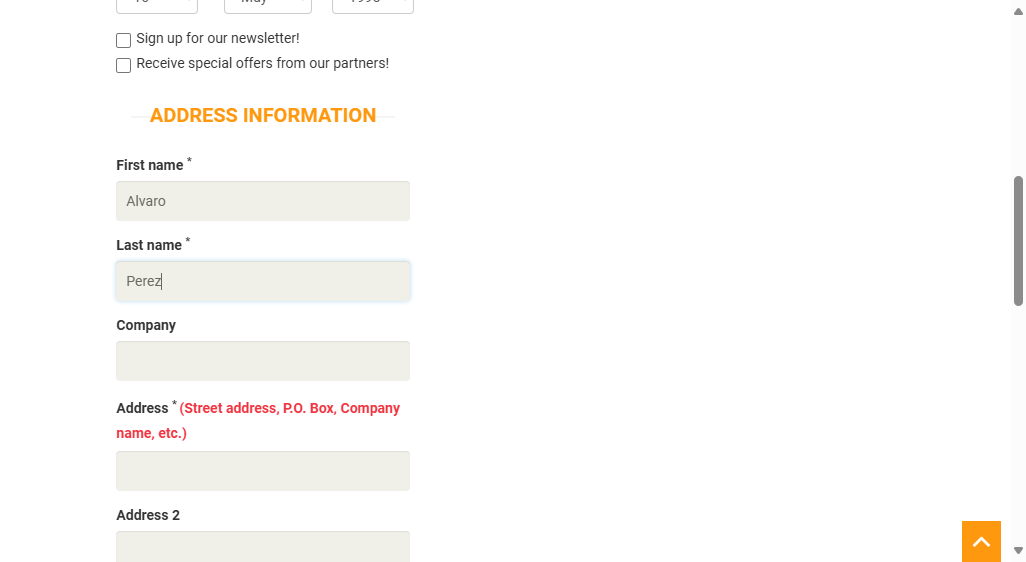 Sign up for our newsletter!
Receive special offers from our partners!
ADDRESS INFORMATION
First name *
Alvaro
Last name *
Perez
Company
Address * (Street address, P.O. Box, Company
name, etc.)
Address 2